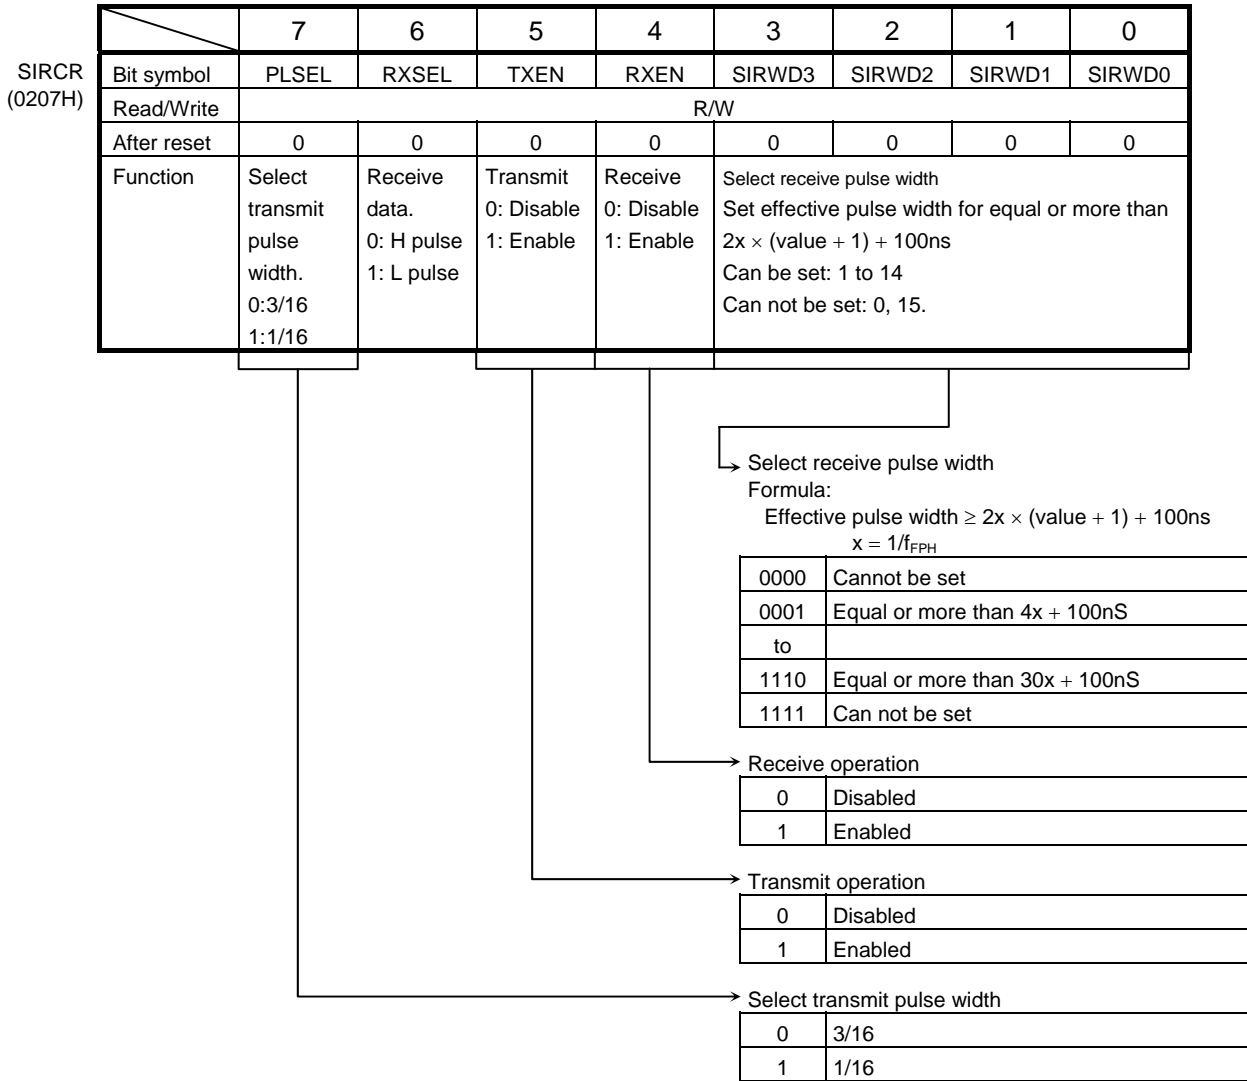 7 6 5 4 3 2 1 0
SIRCR
(0207H)
Bit symbol PLSEL RXSEL TXEN RXEN SIRWD3 SIRWD2 SIRWD1 SIRWD0
Read/Write R/W
After reset 0 0 0 0 0 0 0 0
Function
Select
transmit
pulse
width.
0:3/16
1:1/16
Receive
data.
0: H pulse
1: L pulse
Transmit
0: Disable
1: Enable
Receive
0: Disable
1: Enable
Select receive pulse width
Set effective pulse width for equal or more than
2x × (value + 1) + 100ns
Can be set: 1 to 14
Can not be set: 0, 15.
Select receive pulse width
Formula:
Effective pulse width ≥ 2x × (value + 1) + 100ns
x = 1/fFPH
0000 Cannot be set
0001 Equal or more than 4x + 100nS
to
1110 Equal or more than 30x + 100nS
1111 Can not be set
Receive operation
0 Disabled
1 Enabled
Transmit operation
0 Disabled
1 Enabled
Select transmit pulse width
0 3/16
1 1/16